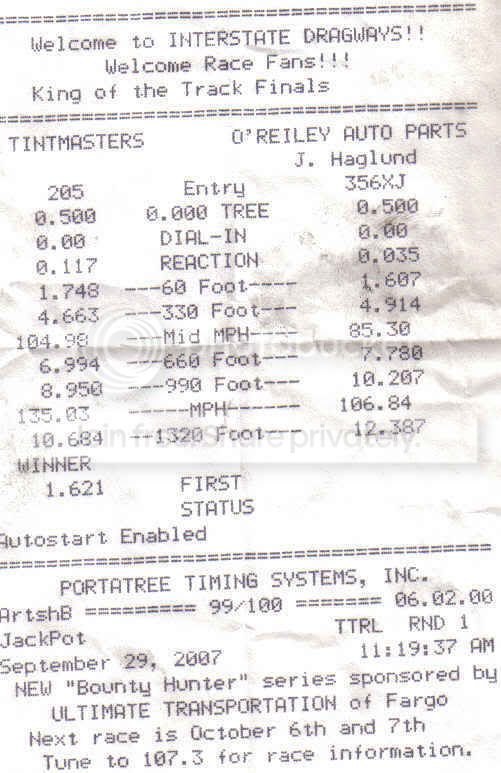 ================================
Welcome to INTERSTATE DRAGWAYS!!
Welcome Race Fans!!!
King of the Track Finals
================================
TINTMASTERS O'REILEY AUTO PARTS
J. Haglund
205 Entry 356XJ
0.500 0.000 TREE 0.500
0.00 DIAL-IN 0.00
0.117 REACTION 0.035
1.748 ---60 Foot---- 1.607
4.663 ---330 Foot--- 4.914
104.98 ---Mid MPH---- 85.30
6.994 ---660 Foot---- 7.780
8.950 ---990 Foot--- 10.207
135.03 -----MPH------ 106.84
10.684 --1320 Foot--- 12.387
WINNER
1.621 FIRST
STATUS
Autostart Enabled
================================
PORTATREE TIMING SYSTEMS, INC.
ArtshB ========= 99/100 ======= 06.02.00
JackPot TTRL RND 1
September 29, 2007 11:19:37 AM
NEW "Bounty Hunter" series sponsored by
ULTIMATE TRANSPORTATION of Fargo
Next race is October 6th and 7th
Tune to 107.3 for race information.